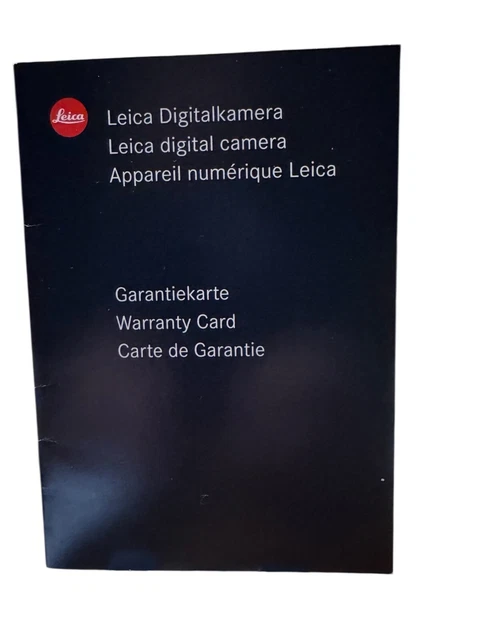 Leica
Leica Digitalkamera
Leica digital camera
Appareil numérique Leica
Garantiekarte
Warranty Card
Carte de Garantie